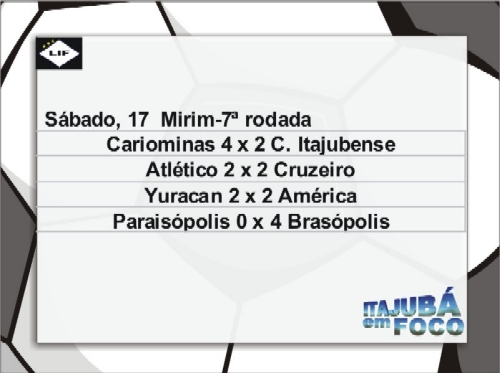 LIF
Sábado, 17 Mirim-7ª rodada
Cariominas 4 x 2 C. Itajubense
Atlético 2 x 2 Cruzeiro
Yuracan 2 x 2 América
Paraisópolis 0 x 4 Brasópolis
ITAJUBÁ
em FOCO